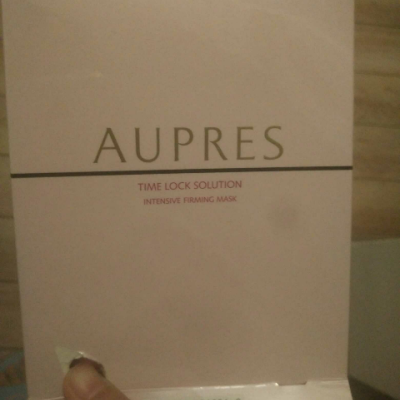 AUPRES
TIME LOCK SOLUTION
INTENSIVE FIRMING MASK